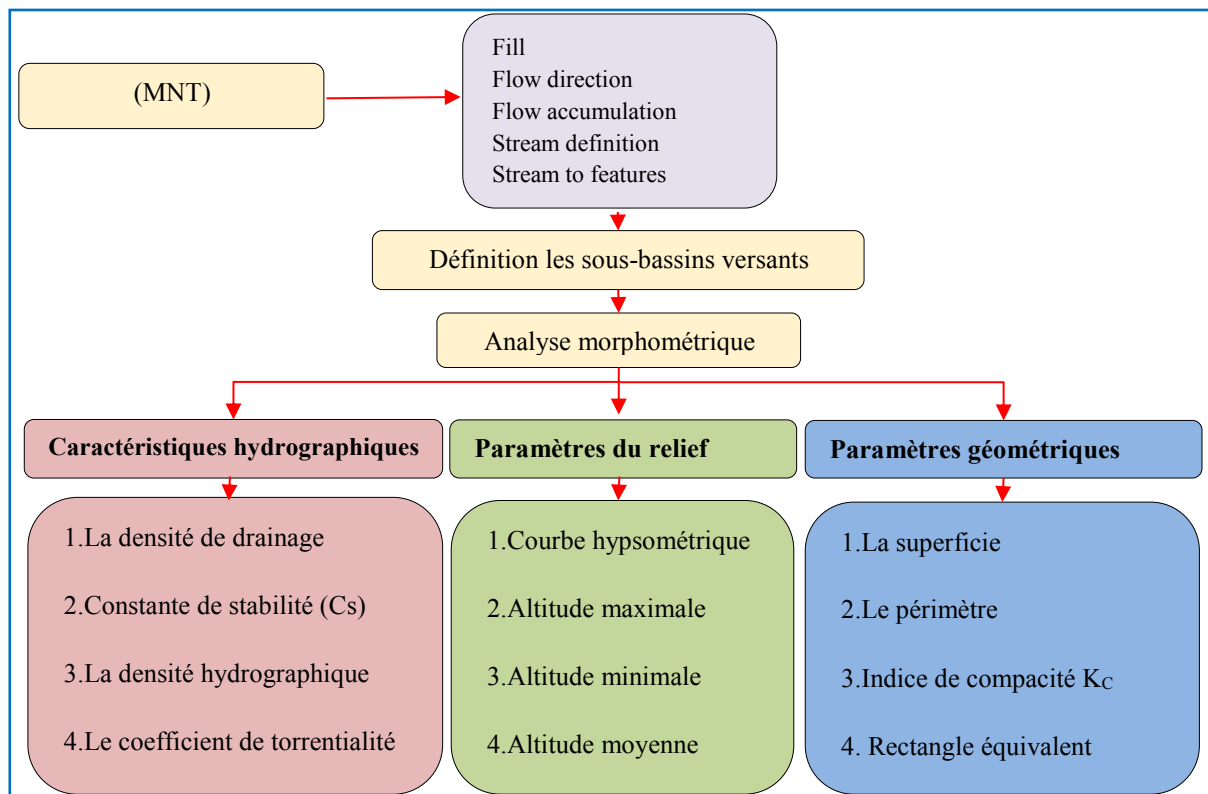 (MNT)
Fill
Flow direction
Flow accumulation
Stream definition
Stream to features
Définition les sous-bassins versants
Analyse morphométrique
Caractéristiques hydrographiques
1.La densité de drainage
2.Constante de stabilité (Cs)
3.La densité hydrographique
4.Le coefficient de torrentialité
Paramètres du relief
1.Courbe hypsométrique
2.Altitude maximale
3.Altitude minimale
4.Altitude moyenne
Paramètres géométriques
1.La superficie
2.Le périmètre
3.Indice de compacité KC
4. Rectangle équivalent